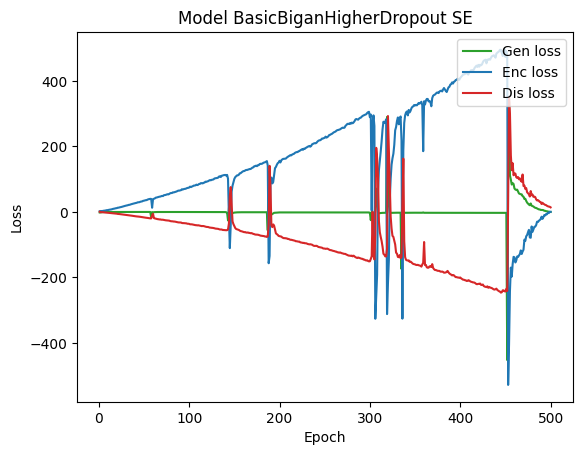 Model BasicBiganHigherDropout SE
Gen loss
Enc loss
Dis loss
400
200
0
−200
−400
Loss
0
100
200
300
400
500
Epoch